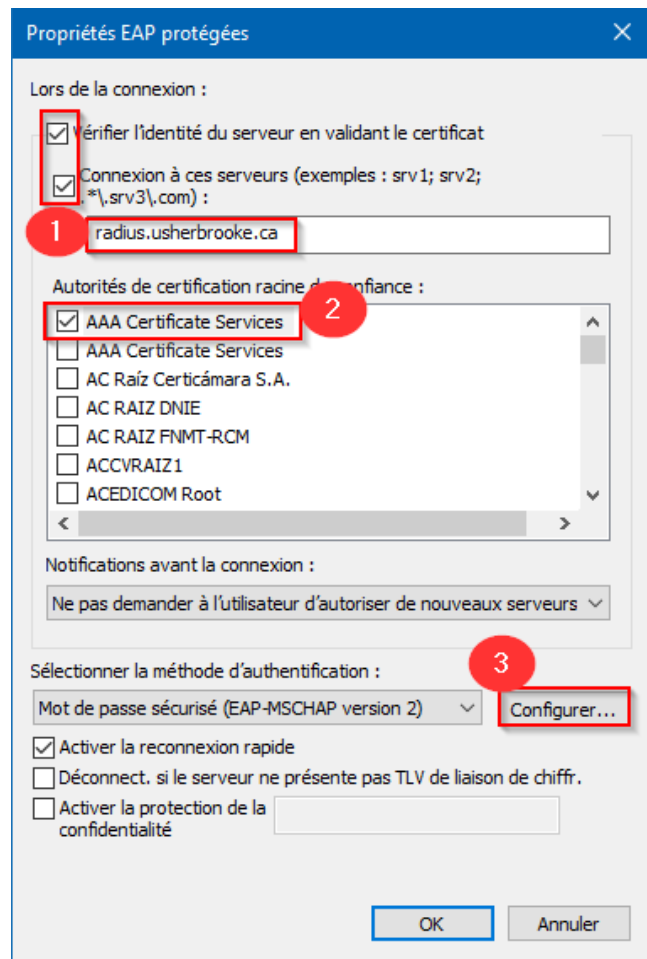 Propriétés EAP protégées
Lors de la connexion :
Vérifier l'identité du serveur en validant le certificat
Connexion à ces serveurs (exemples : srv1; srv2;
.*\.srv3\.com) :
1
radius.usherbrooke.ca
Autorités de certification racine de confiance :
2
AAA Certificate Services
AAA Certificate Services
AC Raíz Certicámara S.A.
AC RAIZ DNIE
AC RAIZ FNMT-RCM
ACCVRAIZ1
ACEDICOM Root
Notifications avant la connexion :
Ne pas demander à l'utilisateur d'autoriser de nouveaux serveurs
3
Sélectionner la méthode d'authentification :
Mot de passe sécurisé (EAP-MSCHAP version 2)
Configurer...
Activer la reconnexion rapide
Déconnect. si le serveur ne présente pas TLV de liaison de chiffr.
Activer la protection de la
confidentialité
OK
Annuler